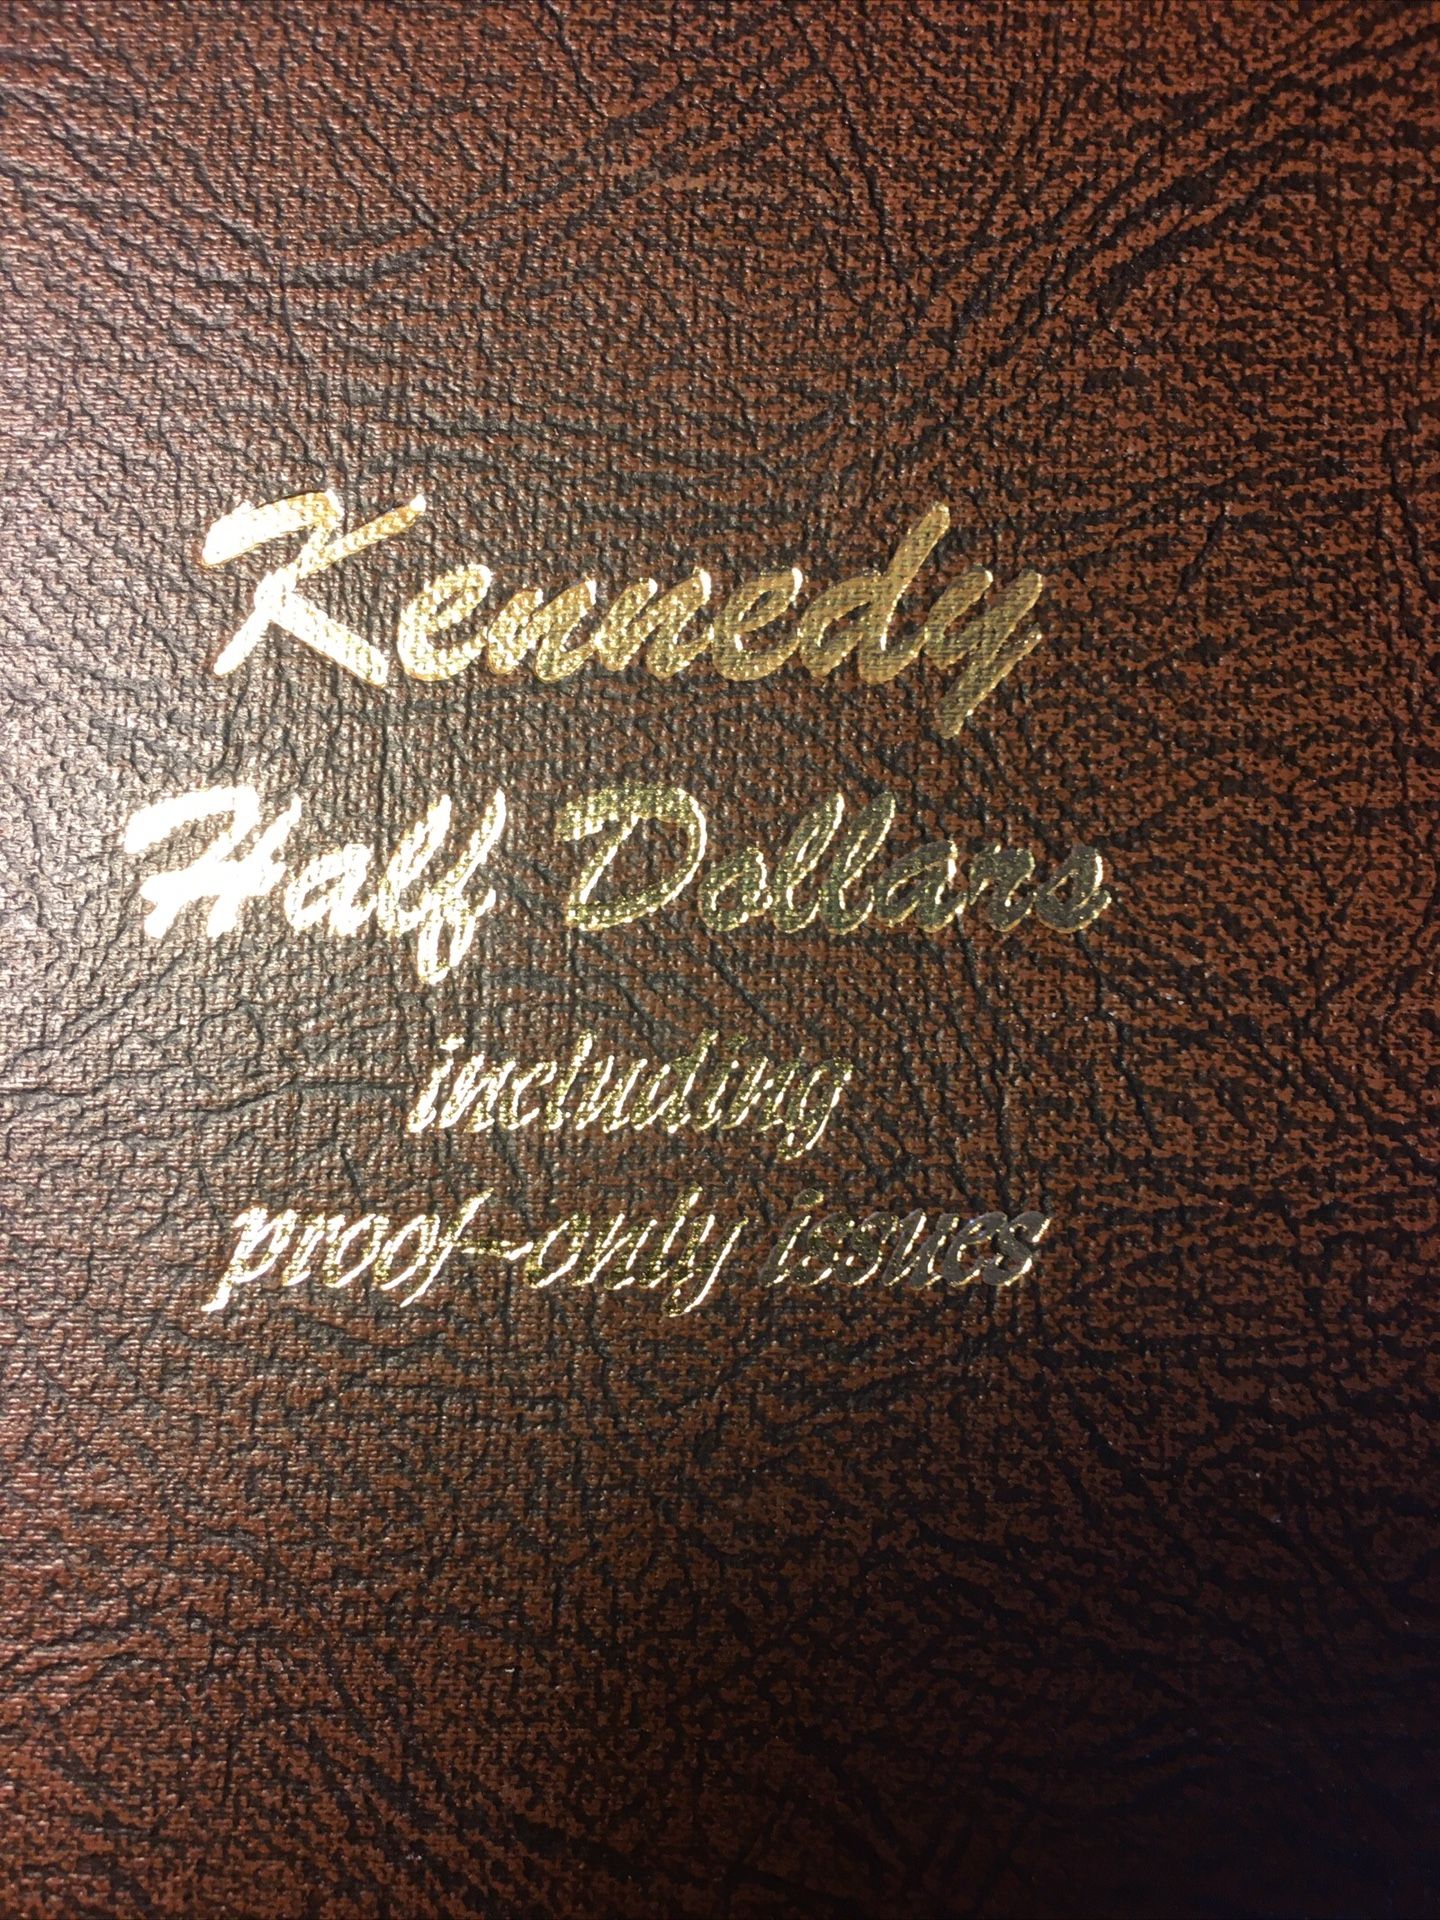 Kennedy
Half Dollars
including
proof-only issues